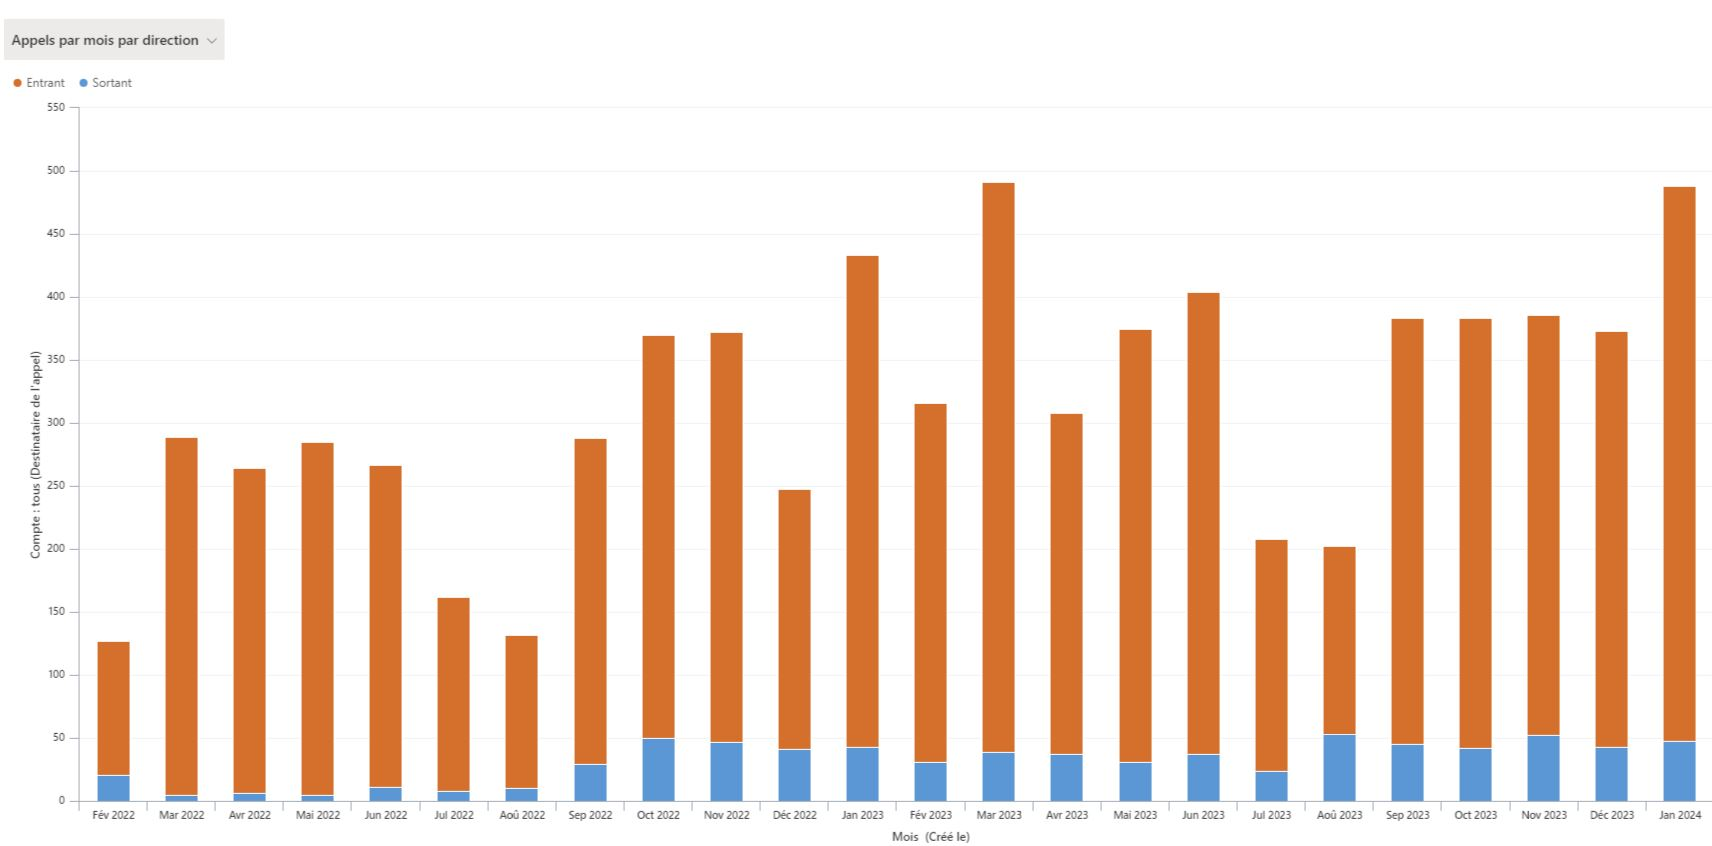 Appels par mois par direction
Entrant Sortant
550
500
450
400
350
300
250
200
150
100
50
0
Compte : tous (Destinataire de l'appel)
Fév 2022 Mar 2022 Avr 2022 Mai 2022 Jun 2022 Jul 2022 Aoû 2022 Sep 2022 Oct 2022 Nov 2022 Déc 2022 Jan 2023 Fév 2023 Mar 2023 Avr 2023 Mai 2023 Jun 2023 Jul 2023 Aoû 2023 Sep 2023 Oct 2023 Nov 2023 Déc 2023 Jan 2024
Mois (Créé le)